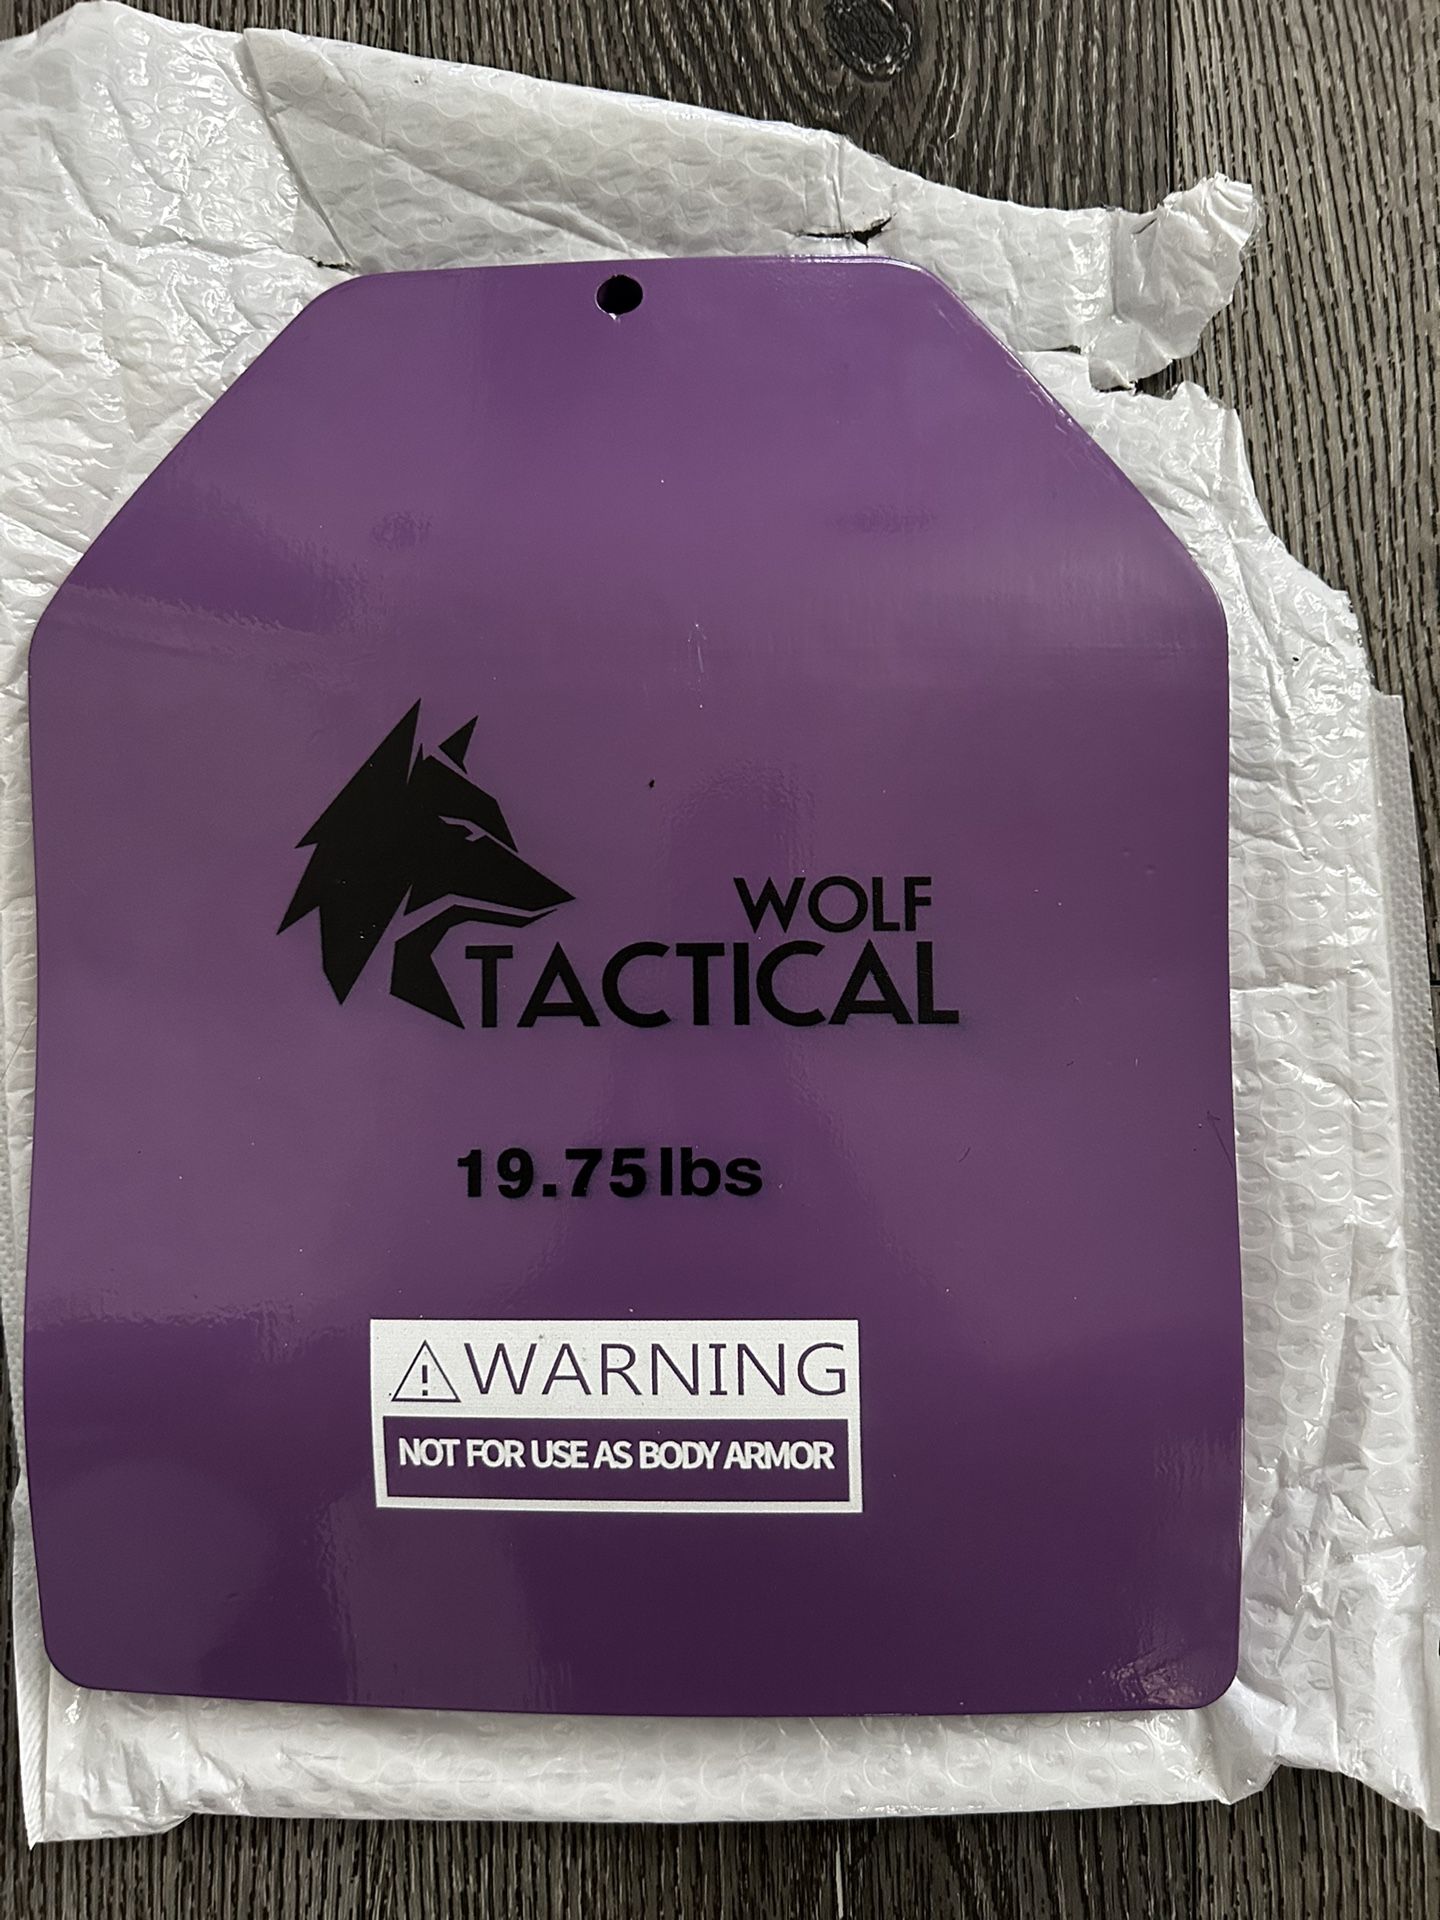 WOLF
TACTICAL
19.75lbs
WARNING
NOT FOR USE AS BODY ARMOR